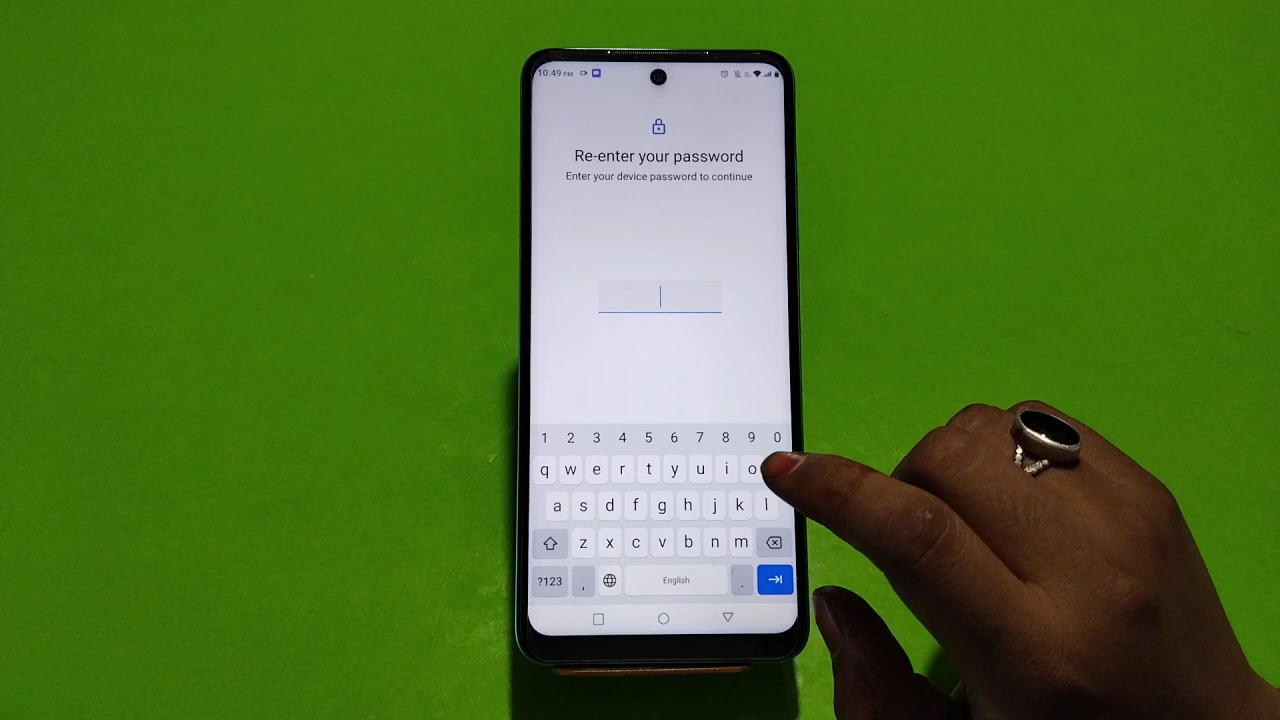 10:49 PM
Re-enter your password
Enter your device password to continue
1 2 3 4 5 6 7 8 9 0
q w e r t y u i o
a s d f g h j k l
z x c v b n m
?123 , English .